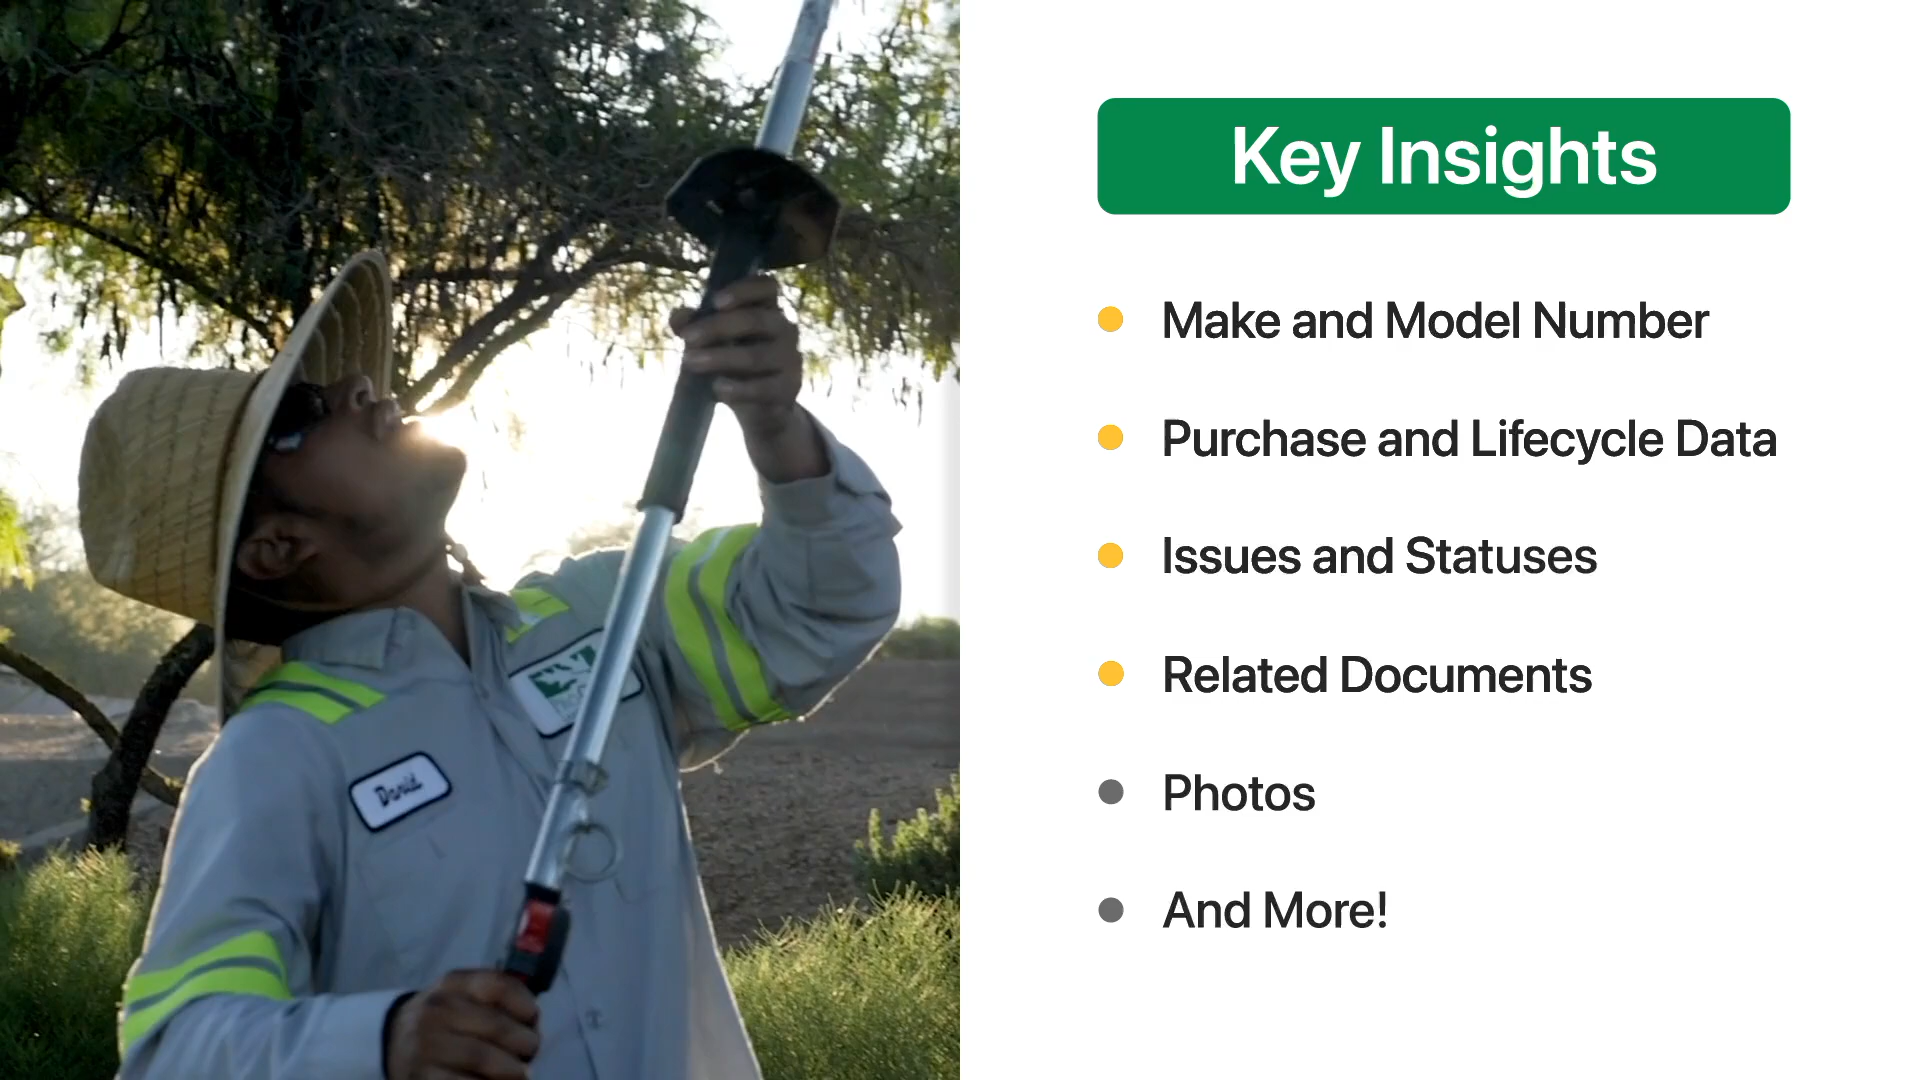 David
Key Insights
Make and Model Number
Purchase and Lifecycle Data
Issues and Statuses
Related Documents
Photos
And More!